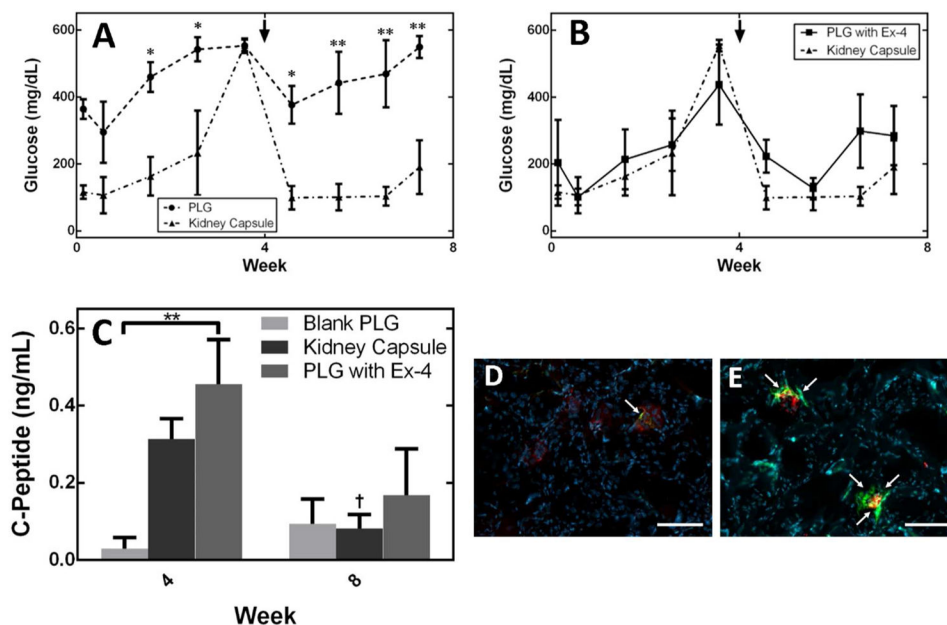 A
Glucose (mg/dL)
600
400
200
0
* * * ** ** **
PLG
Kidney Capsule
0 4 8
Week
B
Glucose (mg/dL)
600
400
200
0
PLG with Ex-4
Kidney Capsule
0 4 8
Week
C
C-Peptide (ng/mL)
0.6
0.4
0.2
0.0
**
Blank PLG
Kidney Capsule
PLG with Ex-4
†
4 8
Week
D
E